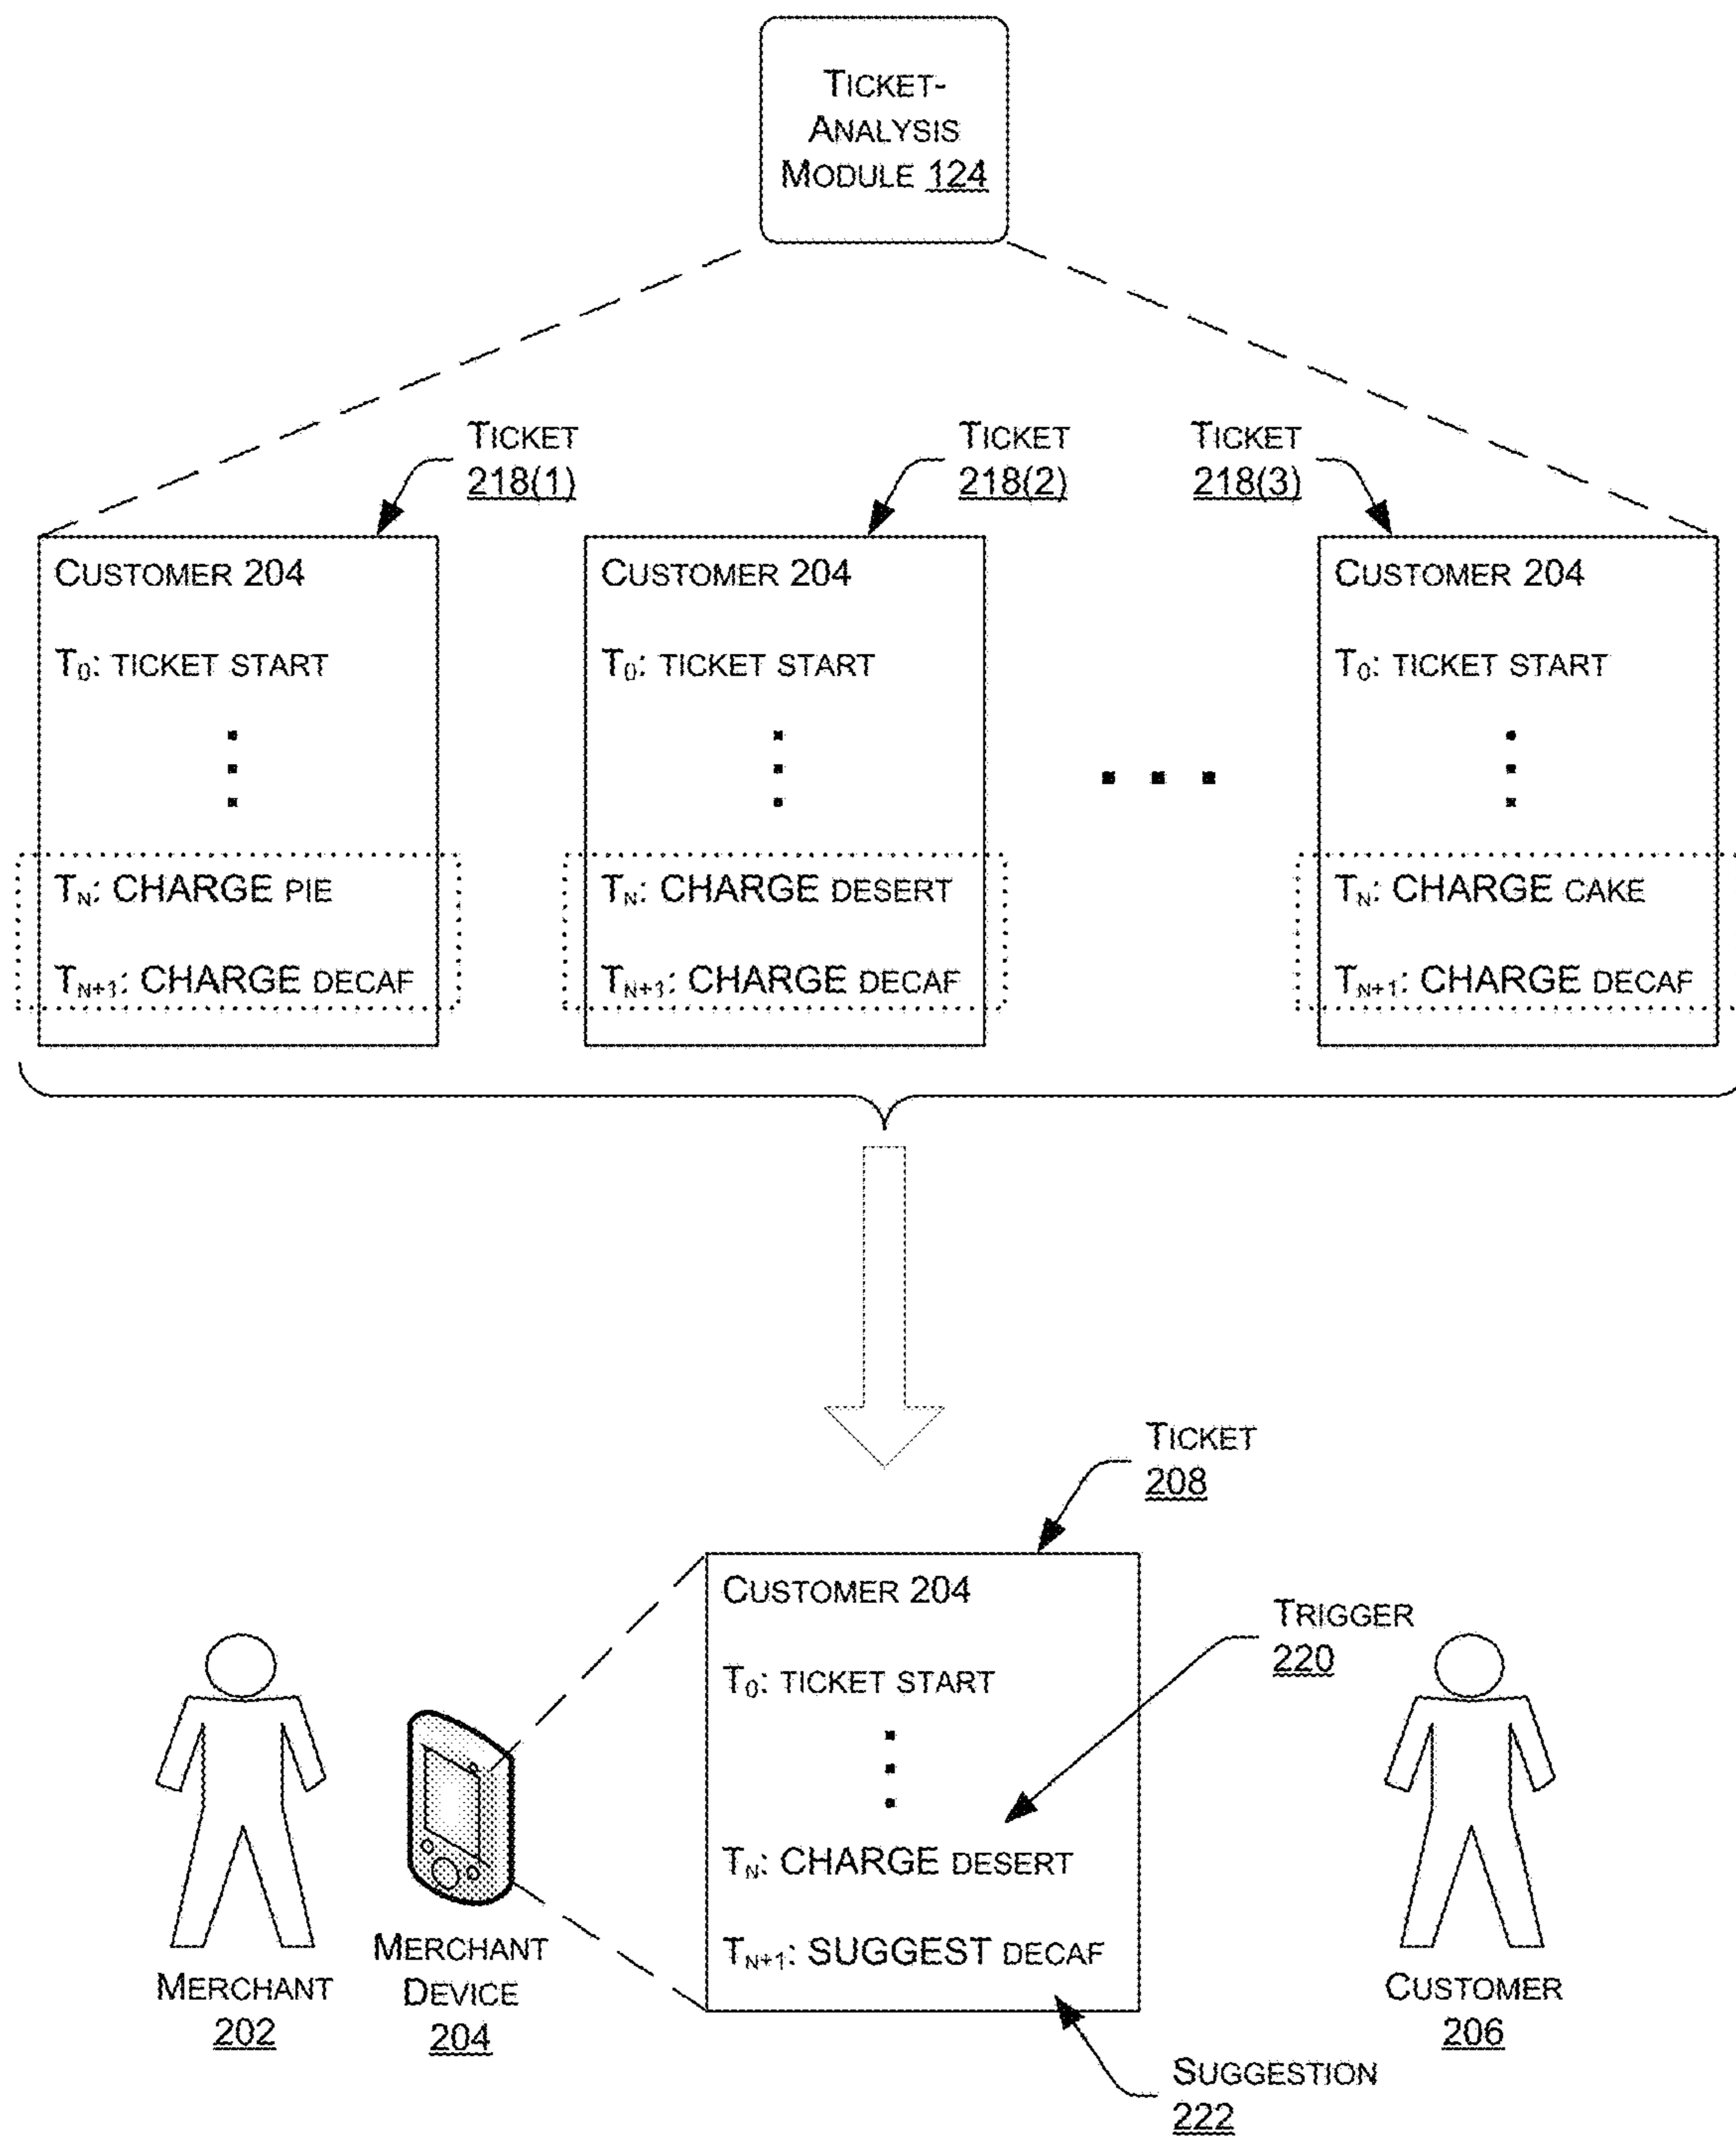 TICKET-
ANALYSIS
MODULE 124
TICKET
218(1)
TICKET
218(2)
TICKET
218(3)
CUSTOMER 204
T0: TICKET START
TN: CHARGE PIE
TN+1: CHARGE DECAF
CUSTOMER 204
T0: TICKET START
TN: CHARGE DESERT
TN+1: CHARGE DECAF
CUSTOMER 204
T0: TICKET START
TN: CHARGE CAKE
TN+1: CHARGE DECAF
TICKET
208
CUSTOMER 204
T0: TICKET START
TN: CHARGE DESERT
TN+1: SUGGEST DECAF
TRIGGER
220
MERCHANT
202
MERCHANT
DEVICE
204
CUSTOMER
206
SUGGESTION
222